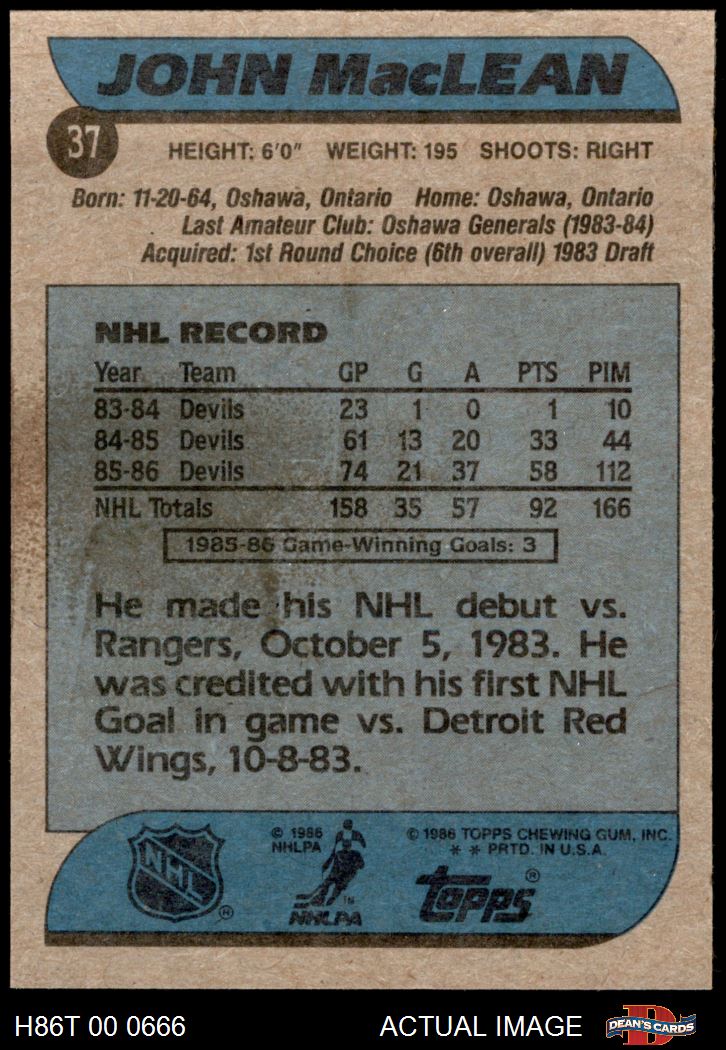 JOHN MacLEAN
37
HEIGHT: 6'0" WEIGHT: 195 SHOOTS: RIGHT
Born: 11-20-64, Oshawa, Ontario Home: Oshawa, Ontario
Last Amateur Club: Oshawa Generals (1983-84)
Acquired: 1st Round Choice (6th overall) 1983 Draft
NHL RECORD
Year Team GP G A PTS PIM
83-84 Devils 23 1 0 1 10
84-85 Devils 61 13 20 33 44
85-86 Devils 74 21 37 58 112
NHL Totals 158 35 57 92 166
1985-86 Game-Winning Goals: 3
He made his NHL debut vs.
Rangers, October 5, 1983. He
was credited with his first NHL
Goal in game vs. Detroit Red
Wings, 10-8-83.
NHL ®
© 1986
NHLPA
TM
NHLPA
© 1986 TOPPS CHEWING GUM, INC.
* * PRTD. IN U.S.A.
Topps ®
H86T 00 0666 ACTUAL IMAGE D DEAN'S CARDS